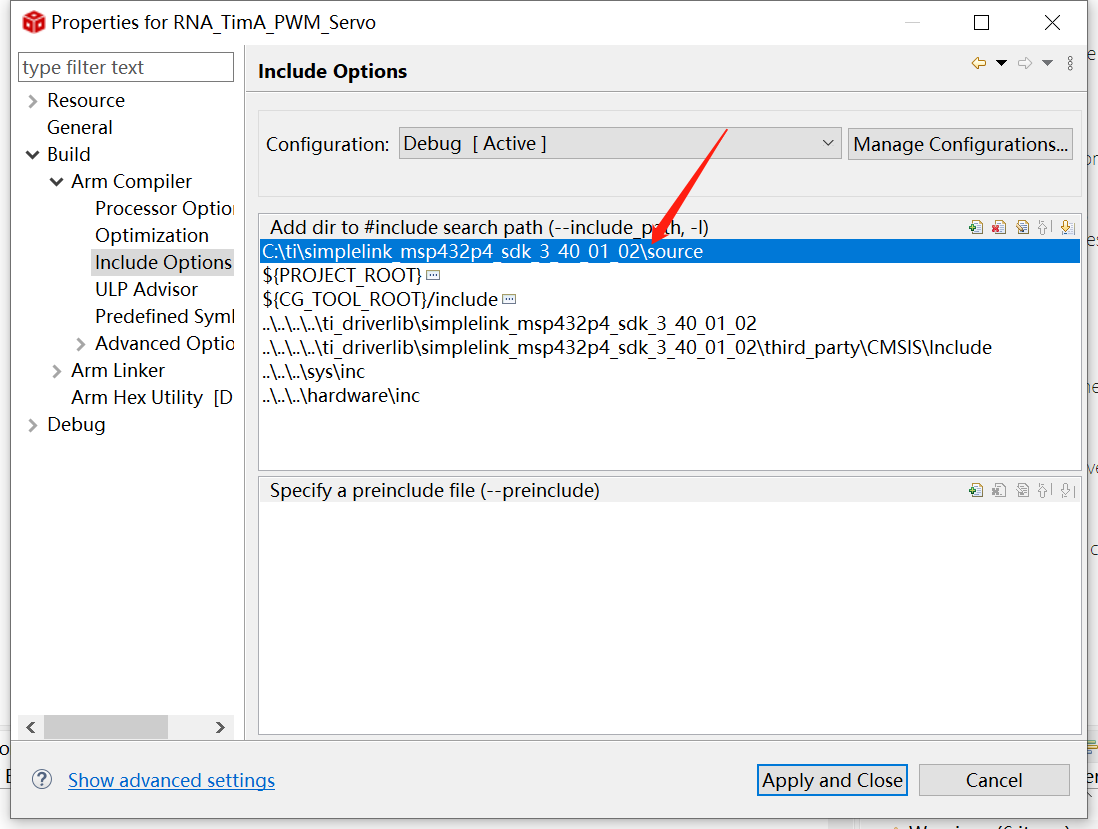 Properties for RNA_TimA_PWM_Servo
type filter text
Resource
General
Build
Arm Compiler
Processor Optio
Optimization
Include Options
ULP Advisor
Predefined Syml
Advanced Optio
Arm Linker
Arm Hex Utility [D
Debug
Include Options
Configuration:
Debug [ Active ]
Manage Configurations...
Add dir to #include search path (--include_path, -I)
C:\ti\simplelink_msp432p4_sdk_3_40_01_02\source
${PROJECT_ROOT}
${CG_TOOL_ROOT}/include
..\..\..\..\ti_driverlib\simplelink_msp432p4_sdk_3_40_01_02
..\..\..\..\ti_driverlib\simplelink_msp432p4_sdk_3_40_01_02\third_party\CMSIS\Include
..\..\..\sys\inc
..\..\..\hardware\inc
Specify a preinclude file (--preinclude)
Show advanced settings
Apply and Close
Cancel